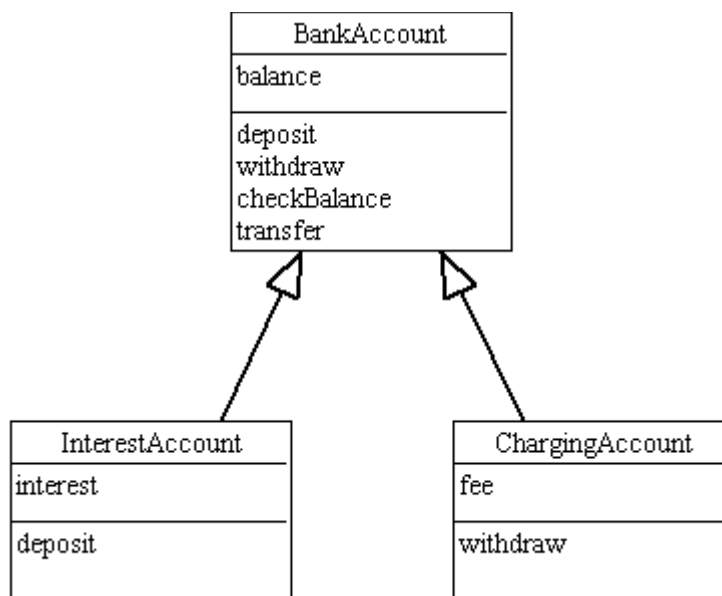 BankAccount
balance
deposit
withdraw
checkBalance
transfer
InterestAccount
interest
deposit
ChargingAccount
fee
withdraw